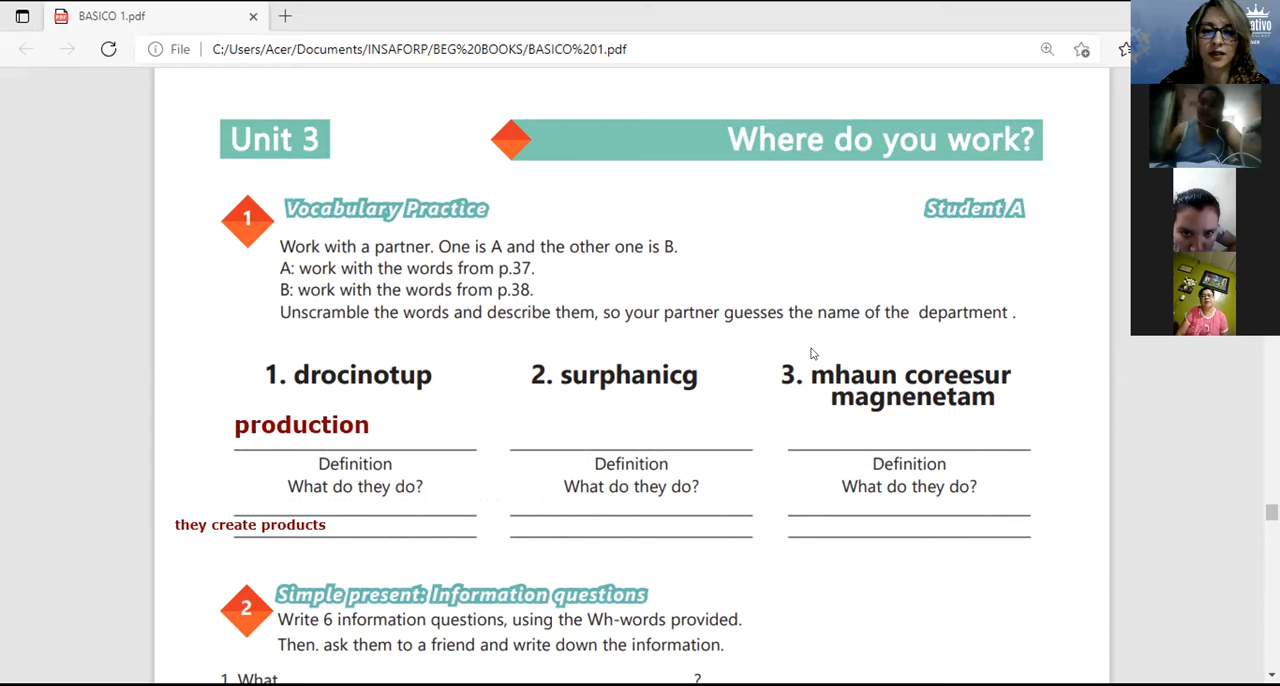 BASICO 1.pdf
File C:/Users/Acer/Documents/INSAFORP/BEG%20BOOKS/BASICO%201.pdf
Unit 3
Where do you work?
1
Vocabulary Practice
Student A
Work with a partner. One is A and the other one is B.
A: work with the words from p.37.
B: work with the words from p.38.
Unscramble the words and describe them, so your partner guesses the name of the department .
1. drocinotup 2. surphanicg 3. mhaun coreesur
magnenetam
production
Definition Definition Definition
What do they do? What do they do? What do they do?
they create products
2
Simple present: Information questions
Write 6 information questions, using the Wh-words provided.
Then. ask them to a friend and write down the information.
1. What ?